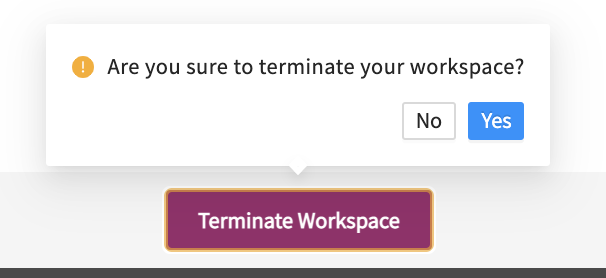 Are you sure to terminate your workspace?
No Yes
Terminate Workspace